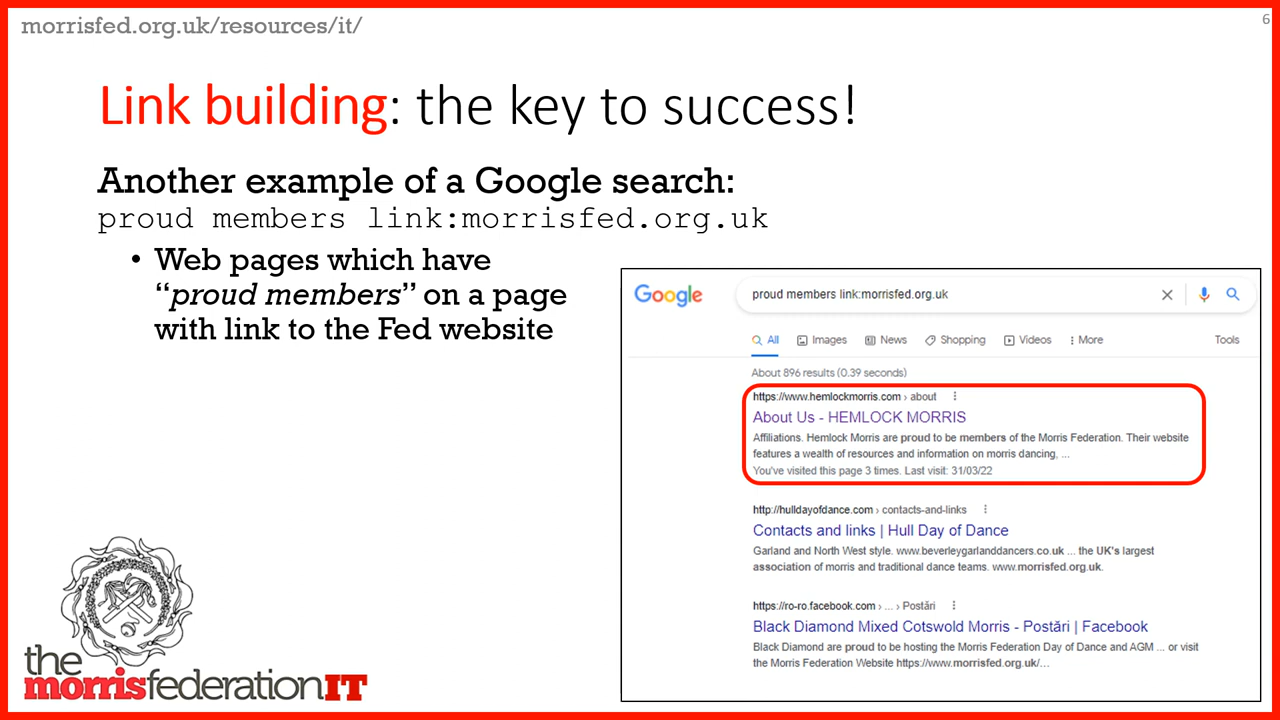 morrisfed.org.uk/resources/it/
6
Link building: the key to success!
Another example of a Google search:
proud members link:morrisfed.org.uk
• Web pages which have
“proud members” on a page
with link to the Fed website
Google
proud members link:morrisfed.org.uk
All Images News Shopping Videos More Tools
About 896 results (0.39 seconds)
https://www.hemlockmorris.com › about
About Us - HEMLOCK MORRIS
Affiliations. Hemlock Morris are proud to be members of the Morris Federation. Their website
features a wealth of resources and information on morris dancing, ...
You've visited this page 3 times. Last visit: 31/03/22
http://hulldayofdance.com › contacts-and-links
Contacts and links | Hull Day of Dance
Garland and North West style. www.beverleygarlanddancers.co.uk ... the UK's largest
association of morris and traditional dance teams. www.morrisfed.org.uk.
https://ro-ro.facebook.com › ... › Postări
Black Diamond Mixed Cotswold Morris - Postări | Facebook
Black Diamond are proud to be hosting the Morris Federation Day of Dance and AGM ... or visit
the Morris Federation Website https://www.morrisfed.org.uk/...
the
morrisfederationIT